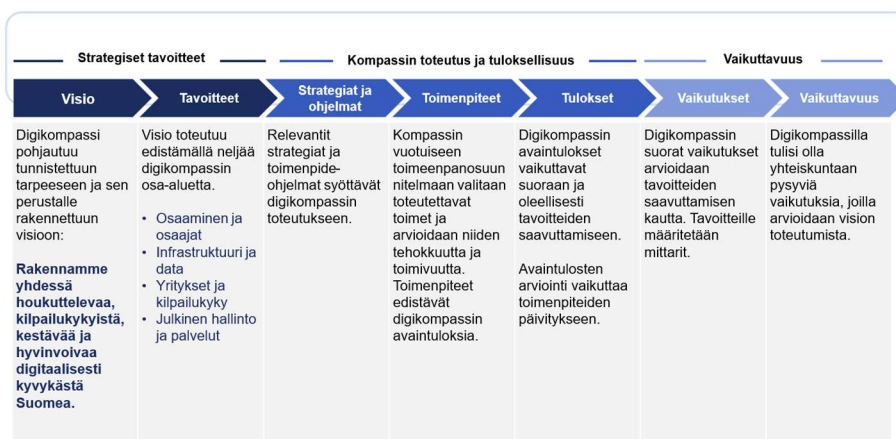 Strategiset tavoitteet
Kompassin toteutus ja tuloksellisuus
Vaikuttavuus
Visio
Tavoitteet
Strategiat ja
ohjelmat
Toimenpiteet
Tulokset
Vaikutukset
Vaikuttavuus
Digikompassi
pohjautuu
tunnistettuun
tarpeeseen ja sen
perustalle
rakennettuun
visioon:
Rakennamme
yhdessä
houkuttelevaa,
kilpailukykyistä,
kestävää ja
hyvinvoivaa
digitaalisesti
kyvykästä
Suomea.
Visio toteutuu
edistämällä neljää
digikompassin
osa-aluetta.
• Osaaminen ja
osaajat
• Infrastruktuuri ja
data
• Yritykset ja
kilpailukyky
• Julkinen hallinto
ja palvelut
Relevantit
strategiat ja
toimenpide-
ohjelmat syöttävät
digikompassin
toteutukseen.
Kompassin
vuotuiseen
toimeenpanosuun
nitelmaan valitaan
toteutettavat
toimet ja
arvioidaan niiden
tehokkuutta ja
toimivuutta.
Toimenpiteet
edistävät
digikompassin
avaintuloksia.
Digikompassin
avaintulokset
vaikuttavat
suoraan ja
oleellisesti
tavoitteiden
saavuttamiseen.
Avaintulosten
arviointi vaikuttaa
toimenpiteiden
päivitykseen.
Digikompassin
suorat vaikutukset
arvioidaan
tavoitteiden
saavuttamisen
kautta. Tavoitteille
määritetään
mittarit.
Digikompassilla
tulisi olla
yhteiskuntaan
pysyviä
vaikutuksia, joilla
arvioidaan vision
toteutumista.